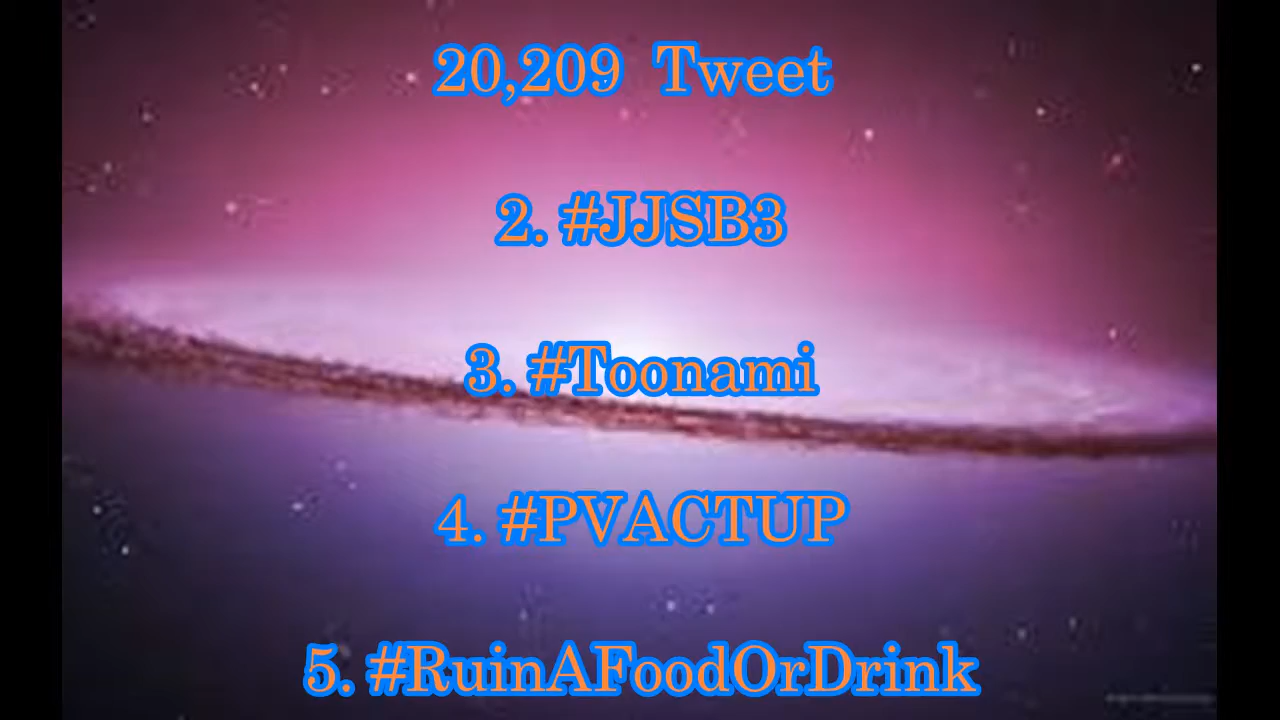 20,209 Tweet
2. #JJSB3
3. #Toonami
4. #PVACTUP
5. #RuinAFoodOrDrink